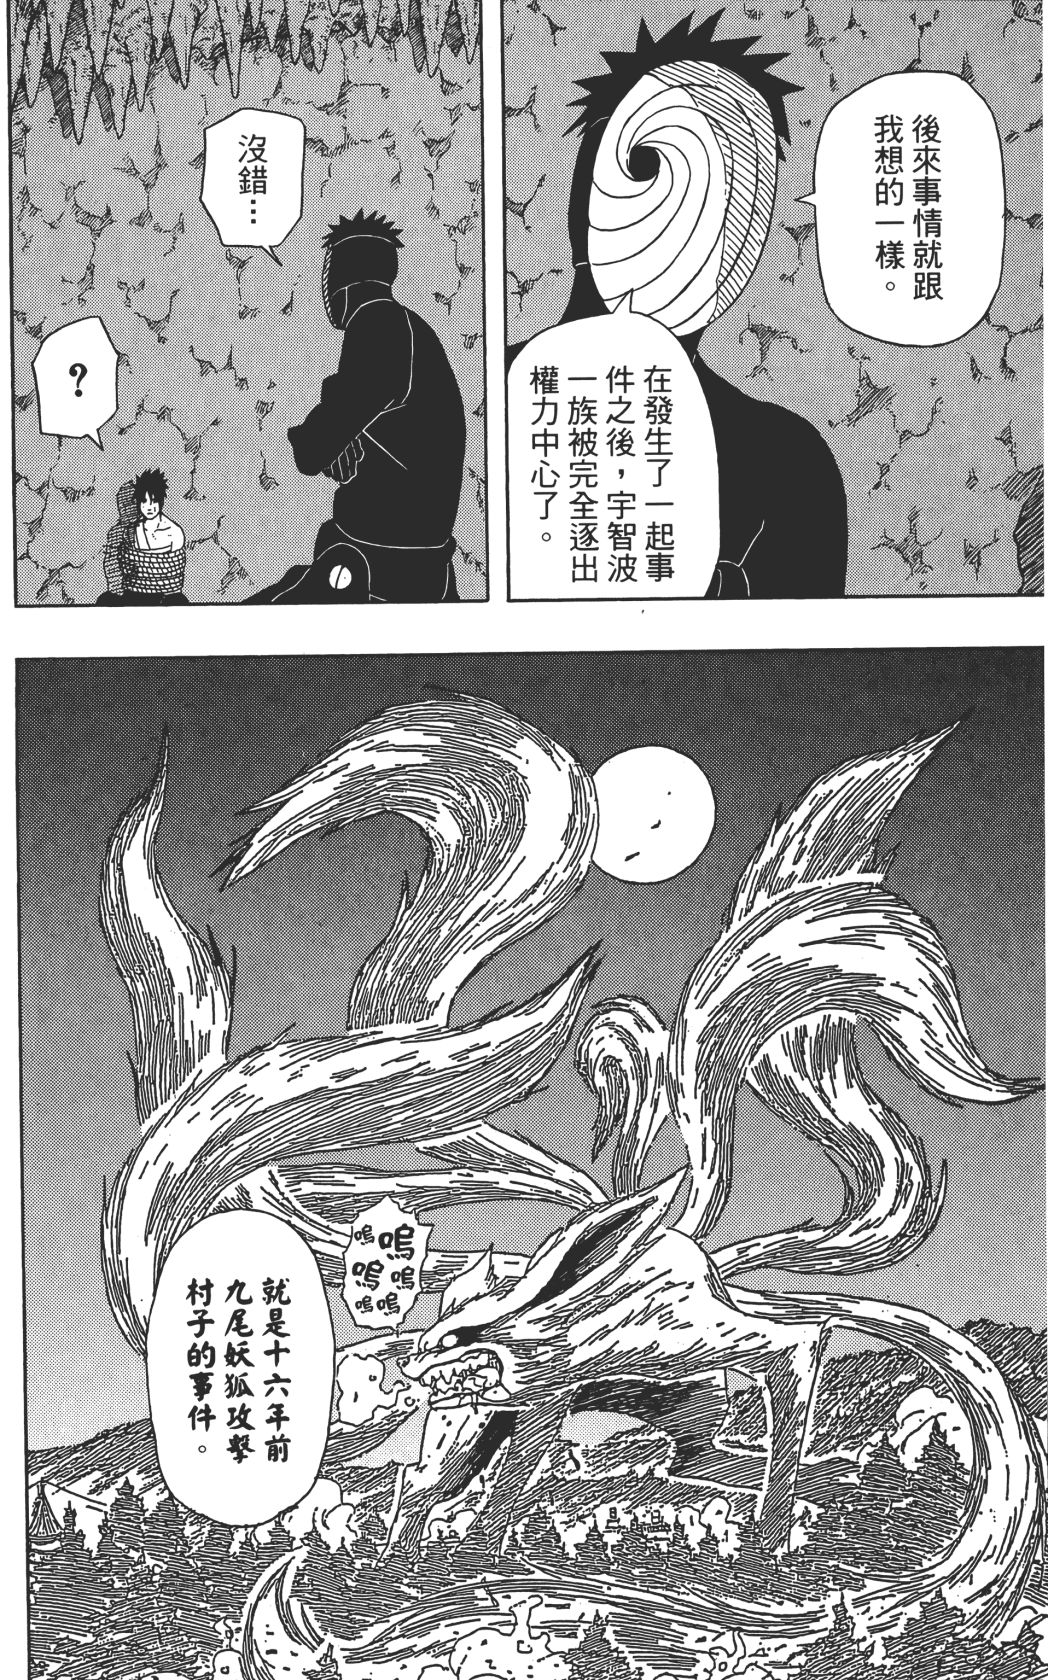 後來事情就跟
我想的一樣。
在發生了一起事
件之後，宇智波
一族被完全逐出
權力中心了。
沒錯…
？
嗚嗚
嗚嗚
嗚嗚
嗚
就是十六年前
九尾妖狐攻擊
村子的事件。